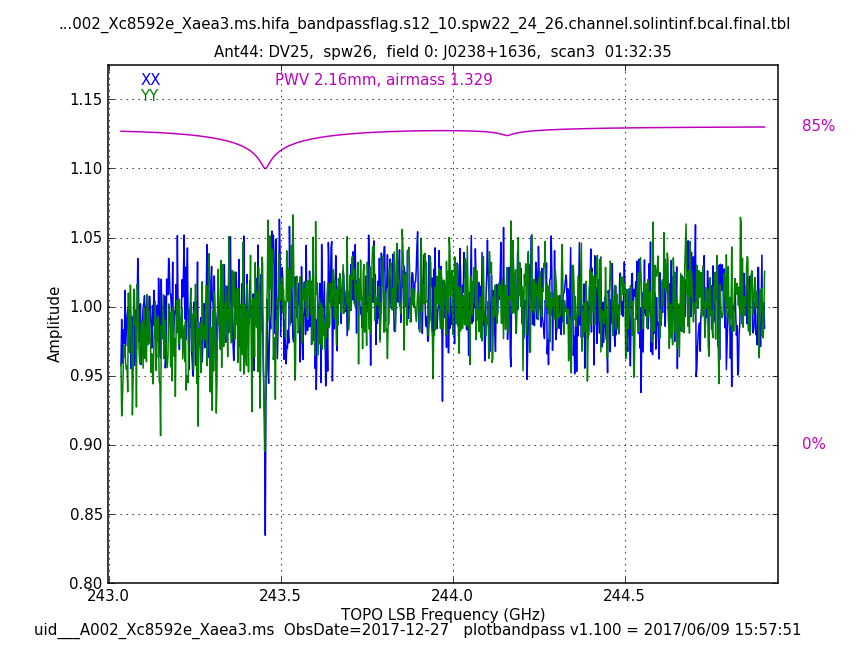 ...002_Xc8592e_Xaea3.ms.hifa_bandpassflag.s12_10.spw22_24_26.channel.solintinf.bcal.final.tbl
Ant44: DV25,  spw26,  field 0: J0238+1636,  scan3  01:32:35
XX
PWV 2.16mm, airmass 1.329
YY
1.15
85%
1.10
1.05
1.00
Amplitude
0.95
0.90
0%
0.85
0.80
243.0
243.5
244.0
244.5
TOPO LSB Frequency (GHz)
uid___A002_Xc8592e_Xaea3.ms  ObsDate=2017-12-27   plotbandpass v1.100 = 2017/06/09 15:57:51